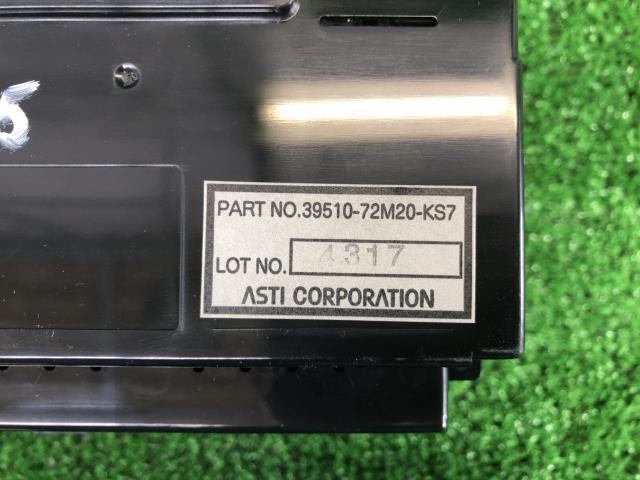 PART NO.39510-72M20-KS7
LOT NO. 4317
ASTI CORPORATION